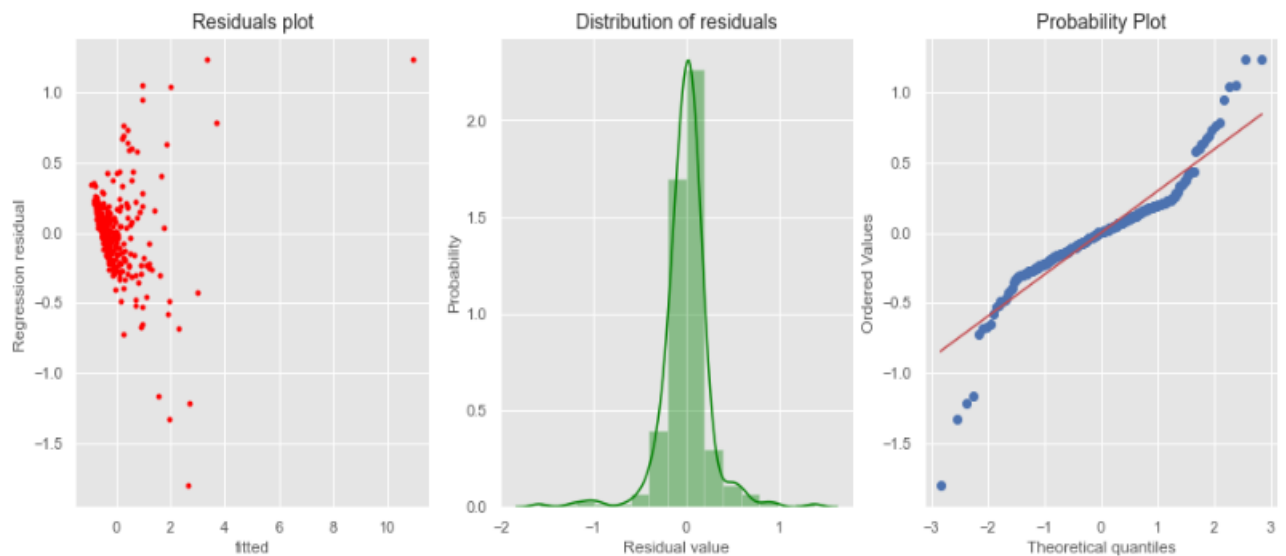 Residuals plot
1.0
0.5
0.0
−0.5
−1.0
−1.5
Regression residual
0 2 4 6 8 10
fitted
Distribution of residuals
2.0
1.5
1.0
0.5
0.0
Probability
−2 −1 0 1
Residual value
Probability Plot
1.0
0.5
0.0
−0.5
−1.0
−1.5
Ordered Values
−3 −2 −1 0 1 2 3
Theoretical quantiles